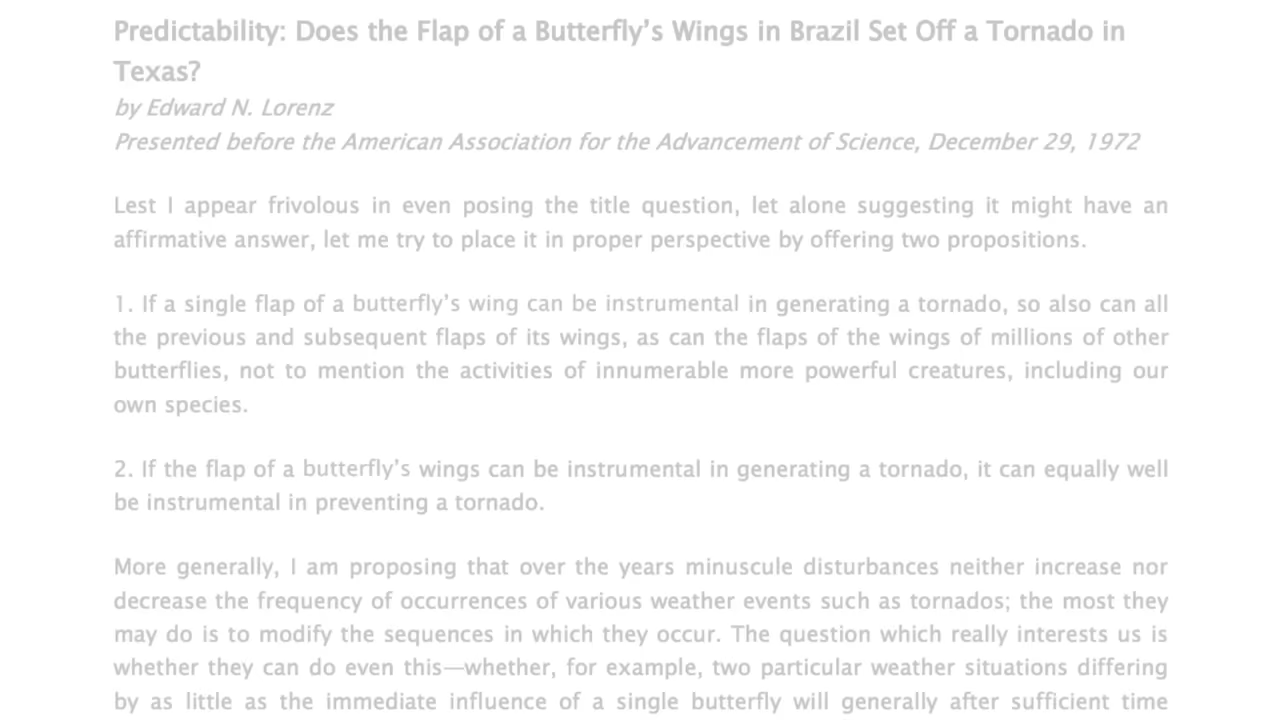 Predictability: Does the Flap of a Butterfly’s Wings in Brazil Set Off a Tornado in
Texas?
by Edward N. Lorenz
Presented before the American Association for the Advancement of Science, December 29, 1972
Lest I appear frivolous in even posing the title question, let alone suggesting it might have an
affirmative answer, let me try to place it in proper perspective by offering two propositions.
1. If a single flap of a butterfly’s wing can be instrumental in generating a tornado, so also can all
the previous and subsequent flaps of its wings, as can the flaps of the wings of millions of other
butterflies, not to mention the activities of innumerable more powerful creatures, including our
own species.
2. If the flap of a butterfly’s wings can be instrumental in generating a tornado, it can equally well
be instrumental in preventing a tornado.
More generally, I am proposing that over the years minuscule disturbances neither increase nor
decrease the frequency of occurrences of various weather events such as tornados; the most they
may do is to modify the sequences in which they occur. The question which really interests us is
whether they can do even this—whether, for example, two particular weather situations differing
by as little as the immediate influence of a single butterfly will generally after sufficient time